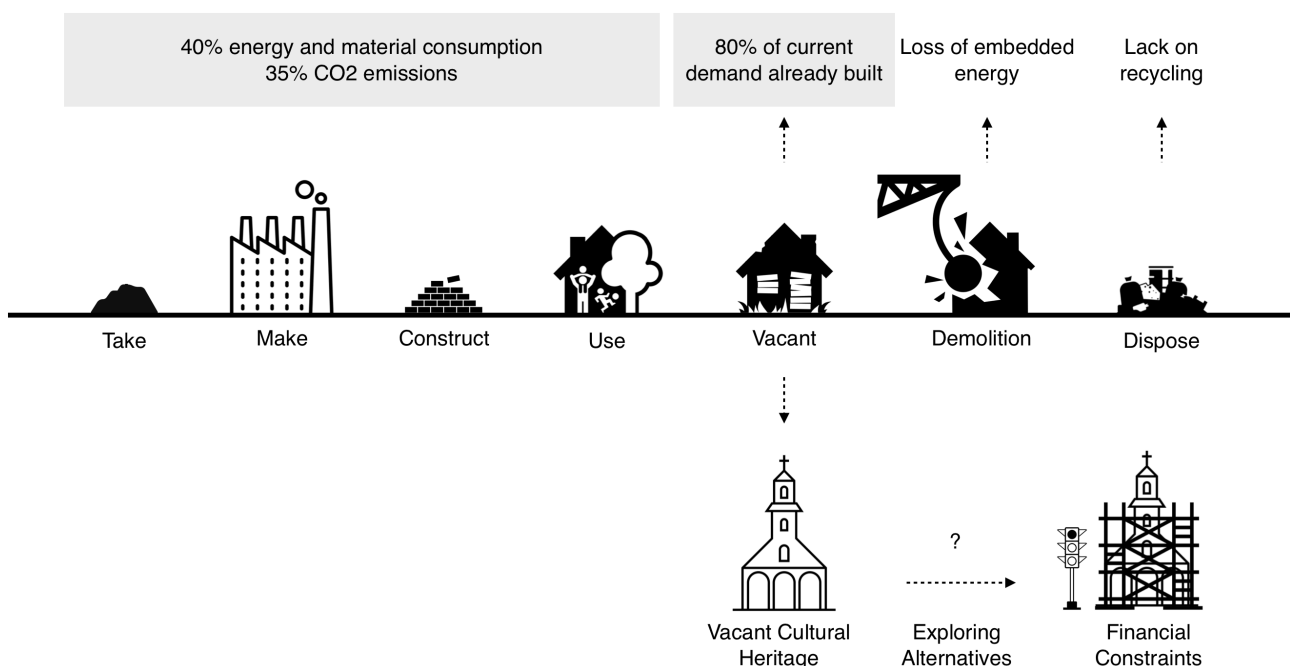 40% energy and material consumption
35% CO2 emissions
80% of current
demand already built
Loss of embedded
energy
Lack on
recycling
Take
Make
Construct
Use
Vacant
Demolition
Dispose
?
Vacant Cultural
Heritage
Exploring
Alternatives
Financial
Constraints